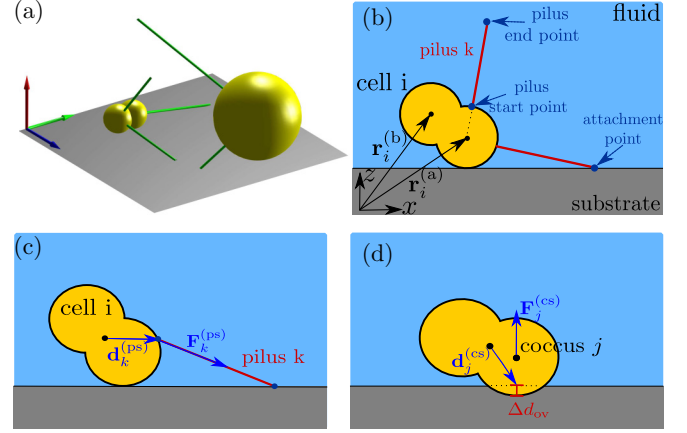 (a)
(b)
fluid
pilus
end point
pilus k
cell i
pilus
start point
attachment
point
r_i^(b)
r_i^(a)
z
x
substrate
(c)
cell i
d_k^(ps)
F_k^(ps)
pilus k
(d)
F_j^(cs)
coccus j
d_j^(cs)
Δd_ov